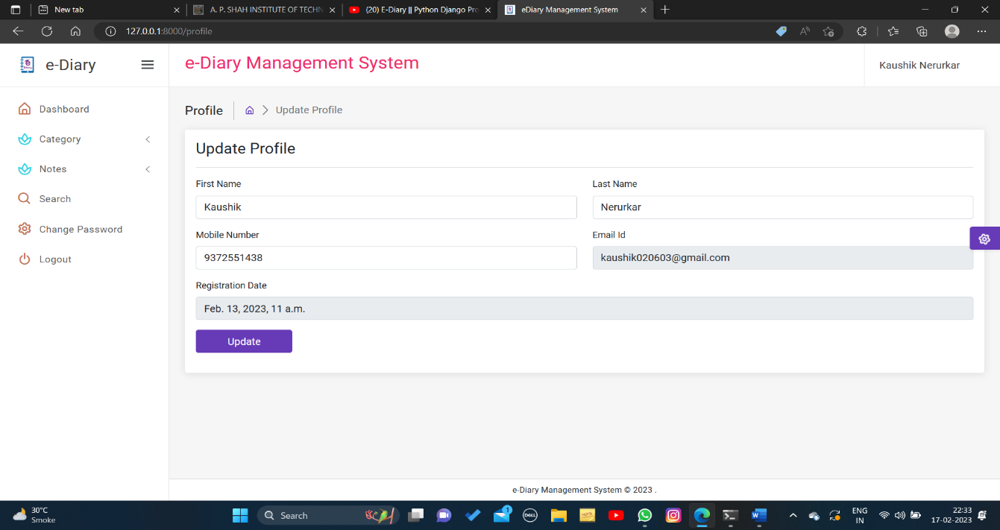 New tab
A. P. SHAH INSTITUTE OF TECHN
(20) E-Diary || Python Django Pro
eDiary Management System
127.0.0.1:8000/profile
e-Diary
e-Diary Management System
Kaushik Nerurkar
Dashboard
Category
Notes
Search
Change Password
Logout
Profile
Update Profile
Update Profile
First Name
Last Name
Kaushik
Nerurkar
Mobile Number
Email Id
9372551438
kaushik020603@gmail.com
Registration Date
Feb. 13, 2023, 11 a.m.
Update
e-Diary Management System © 2023 .
30°C
Smoke
Search
1
DELL
ENG
IN
22:33
17-02-2023